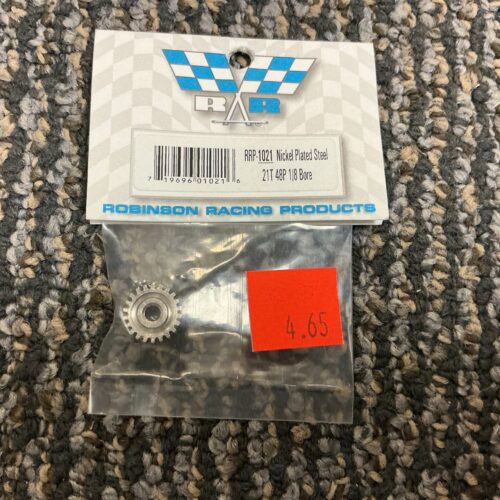 R R
RRP-1021 Nickel Plated Steel
21T 48P 1/8 Bore
7 19696 01021 6
ROBINSON RACING PRODUCTS
4.65